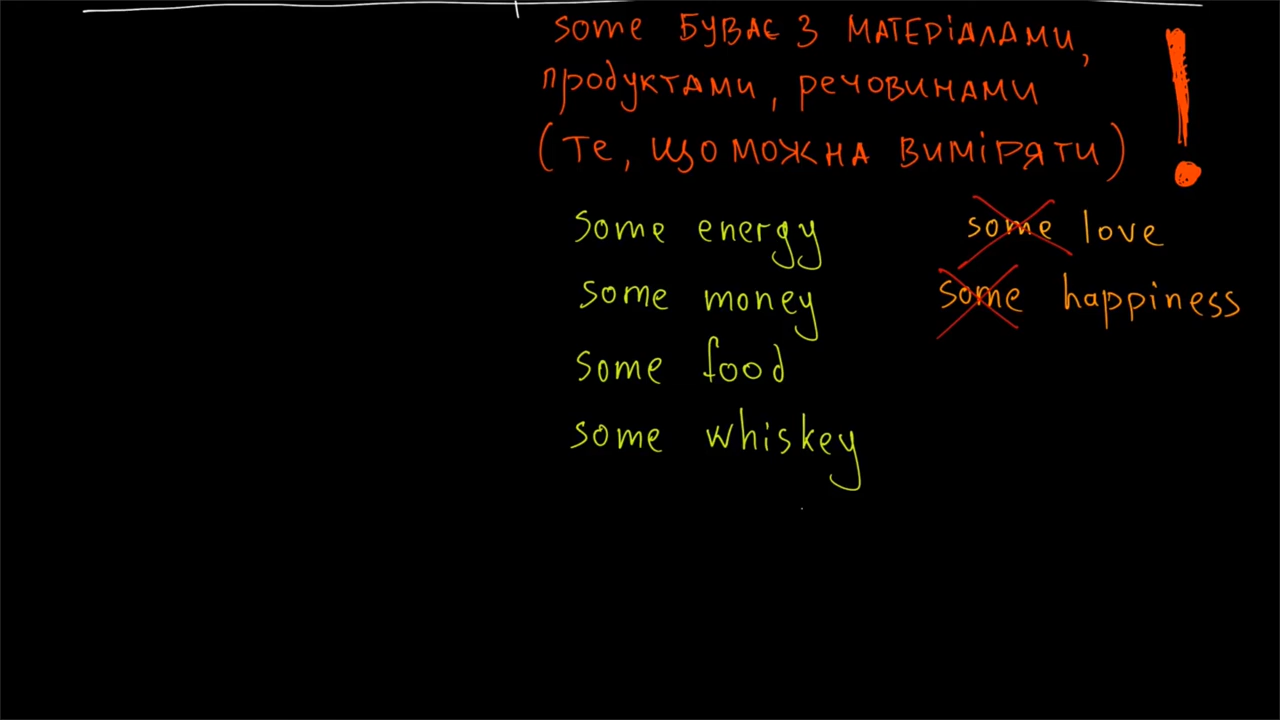 some буває з матеріалами,
продуктами, речовинами
(те, що можна виміряти) !
some energy some love
some money some happiness
some food
some whiskey